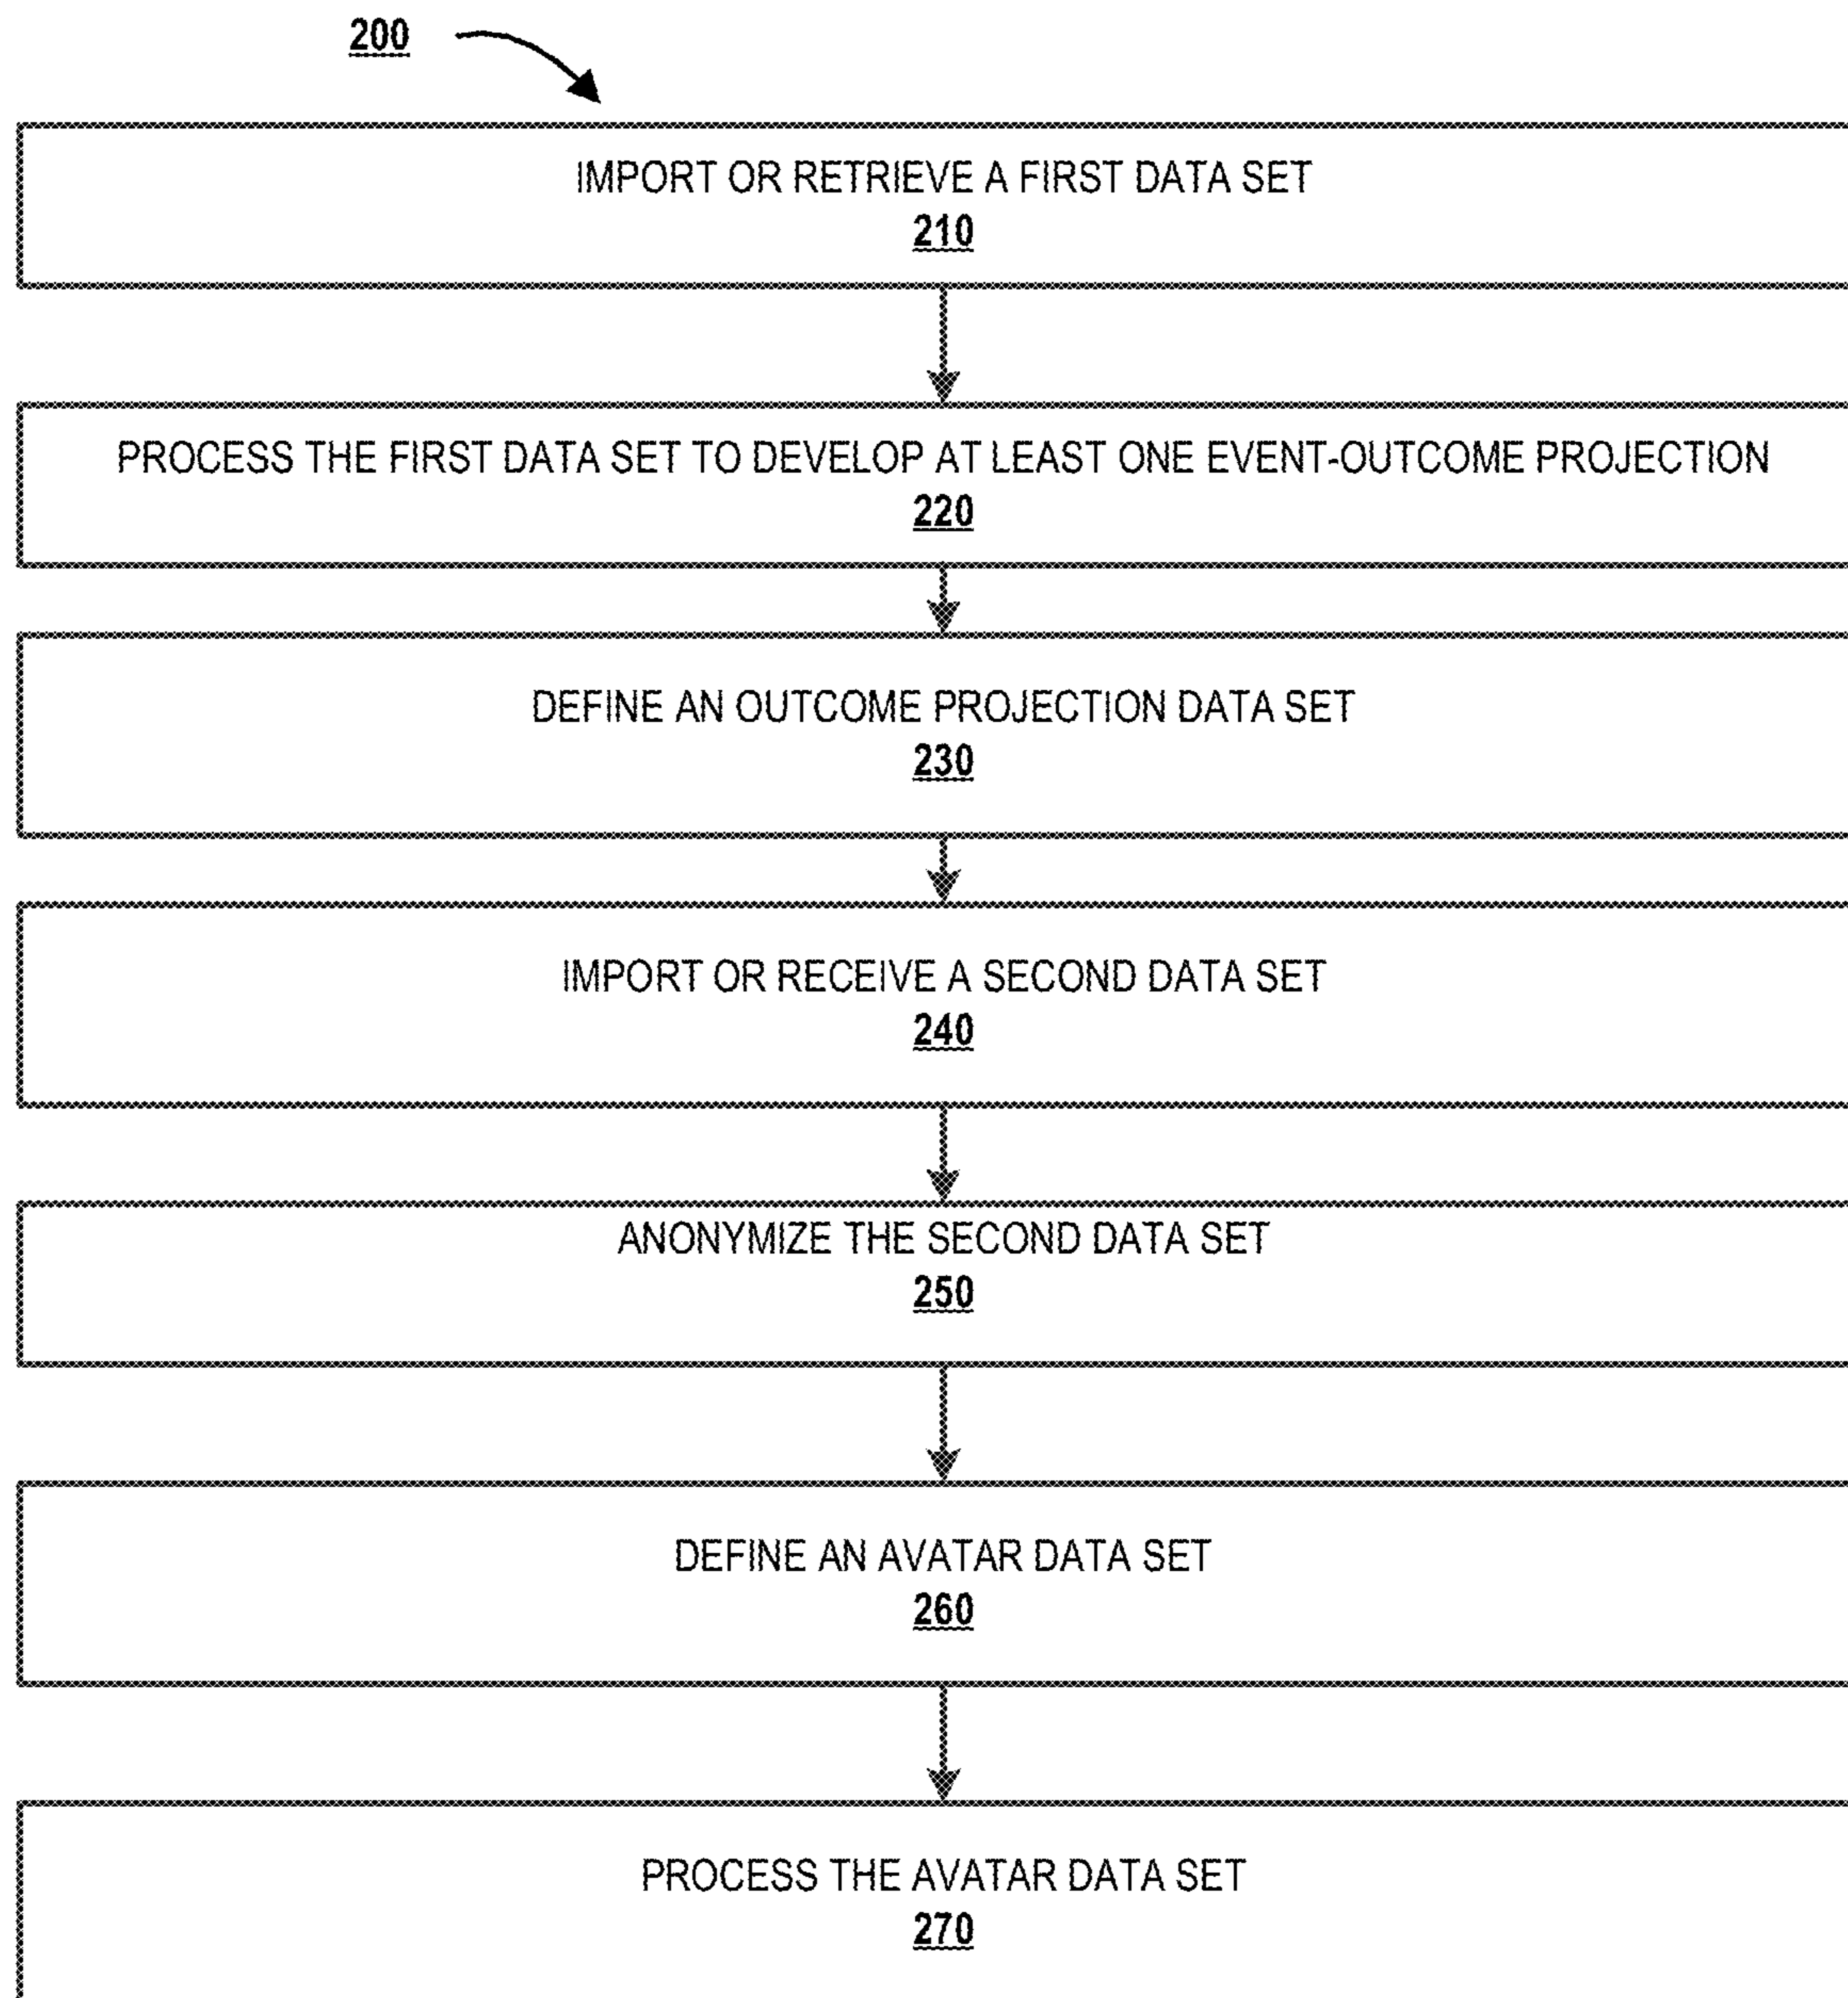 200
IMPORT OR RETRIEVE A FIRST DATA SET
210
PROCESS THE FIRST DATA SET TO DEVELOP AT LEAST ONE EVENT-OUTCOME PROJECTION
220
DEFINE AN OUTCOME PROJECTION DATA SET
230
IMPORT OR RECEIVE A SECOND DATA SET
240
ANONYMIZE THE SECOND DATA SET
250
DEFINE AN AVATAR DATA SET
260
PROCESS THE AVATAR DATA SET
270